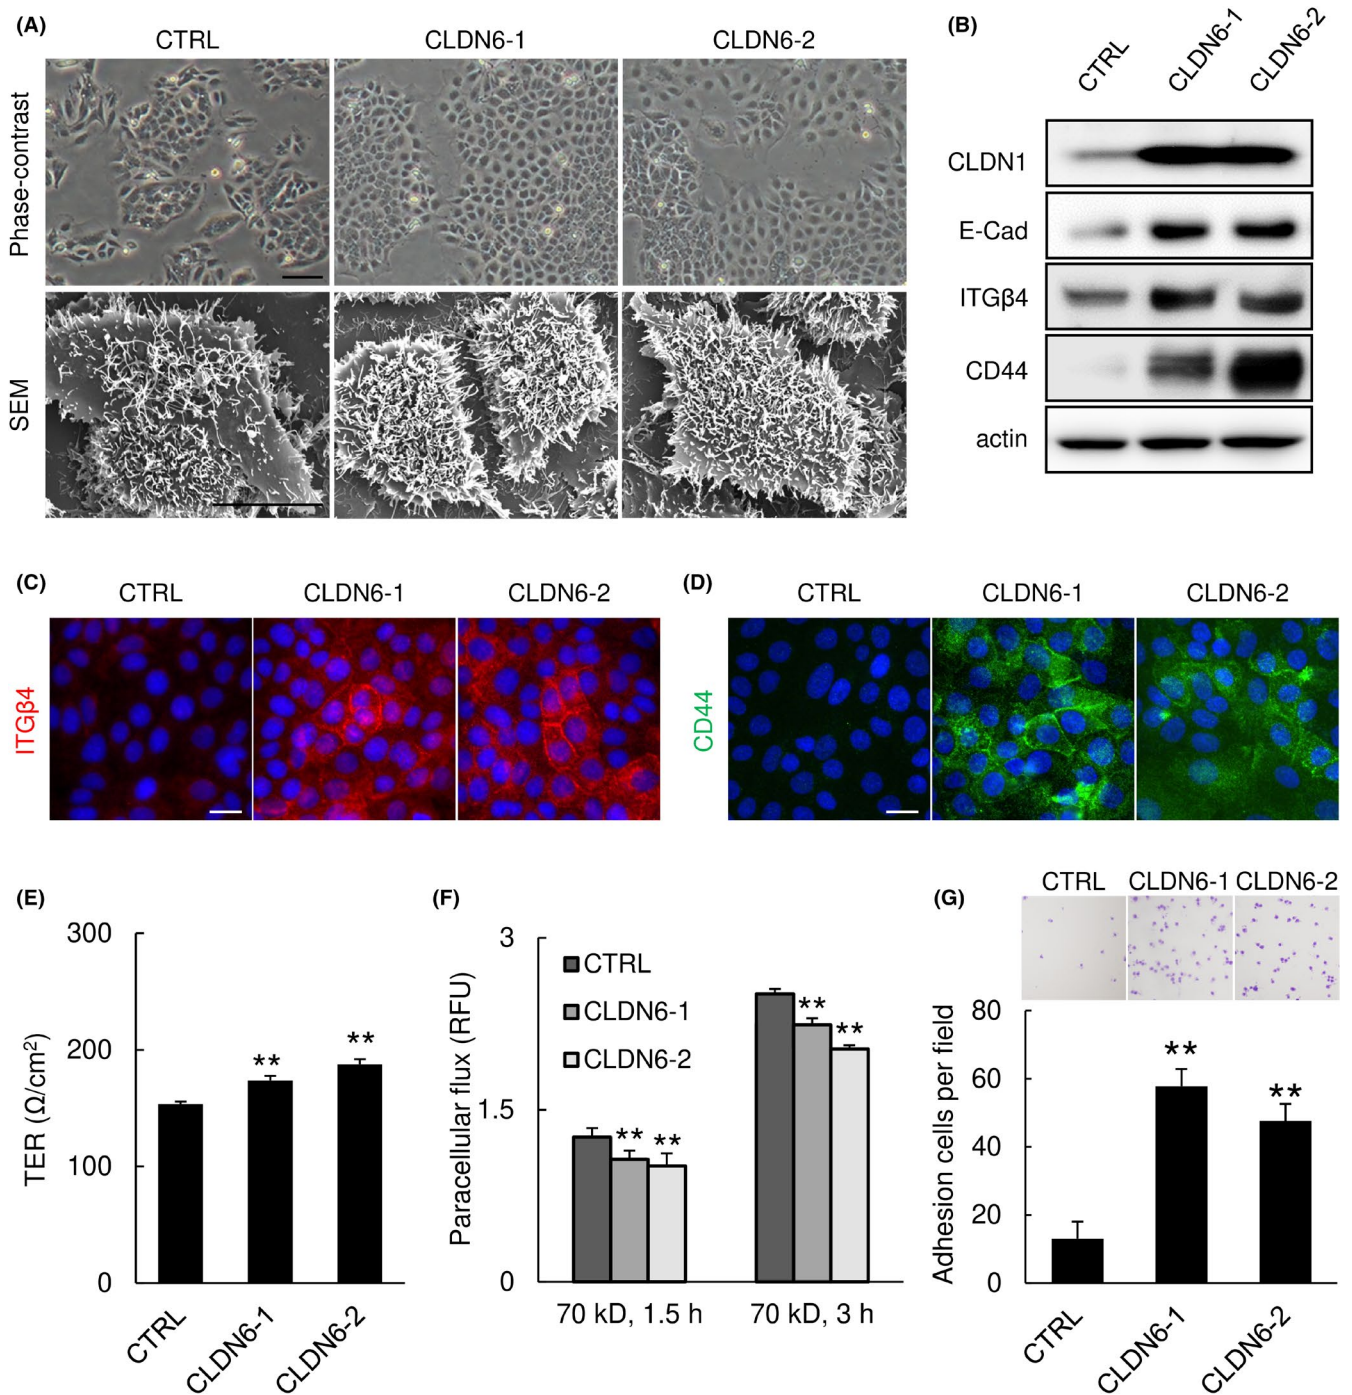 (A)
CTRL CLDN6-1 CLDN6-2
Phase-contrast
SEM
(B)
CTRL CLDN6-1 CLDN6-2
CLDN1
E-Cad
ITGβ4
CD44
actin
(C)
CTRL CLDN6-1 CLDN6-2
ITGβ4
(D)
CTRL CLDN6-1 CLDN6-2
CD44
(E)
TER (Ω/cm²)
300
200
100
0
** **
CTRL CLDN6-1 CLDN6-2
(F)
Paracellular flux (RFU)
3
1.5
0
CTRL
CLDN6-1
CLDN6-2
** **
** **
70 kD, 1.5 h 70 kD, 3 h
(G)
CTRL CLDN6-1 CLDN6-2
Adhesion cells per field
80
60
40
20
0
** **
CTRL CLDN6-1 CLDN6-2